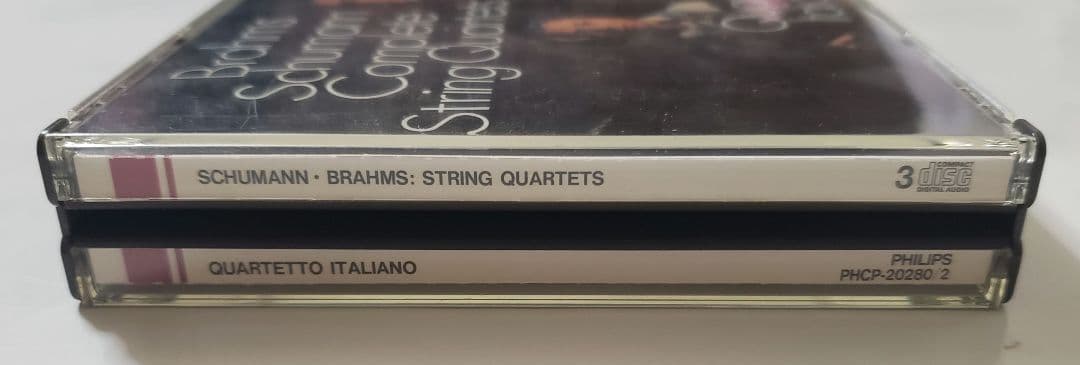 Brahms
Schumann
Complete
String Quartets
SCHUMANN · BRAHMS: STRING QUARTETS
3
COMPACT
disc
DIGITAL AUDIO
QUARTETTO ITALIANO
PHILIPS
PHCP-20280/2